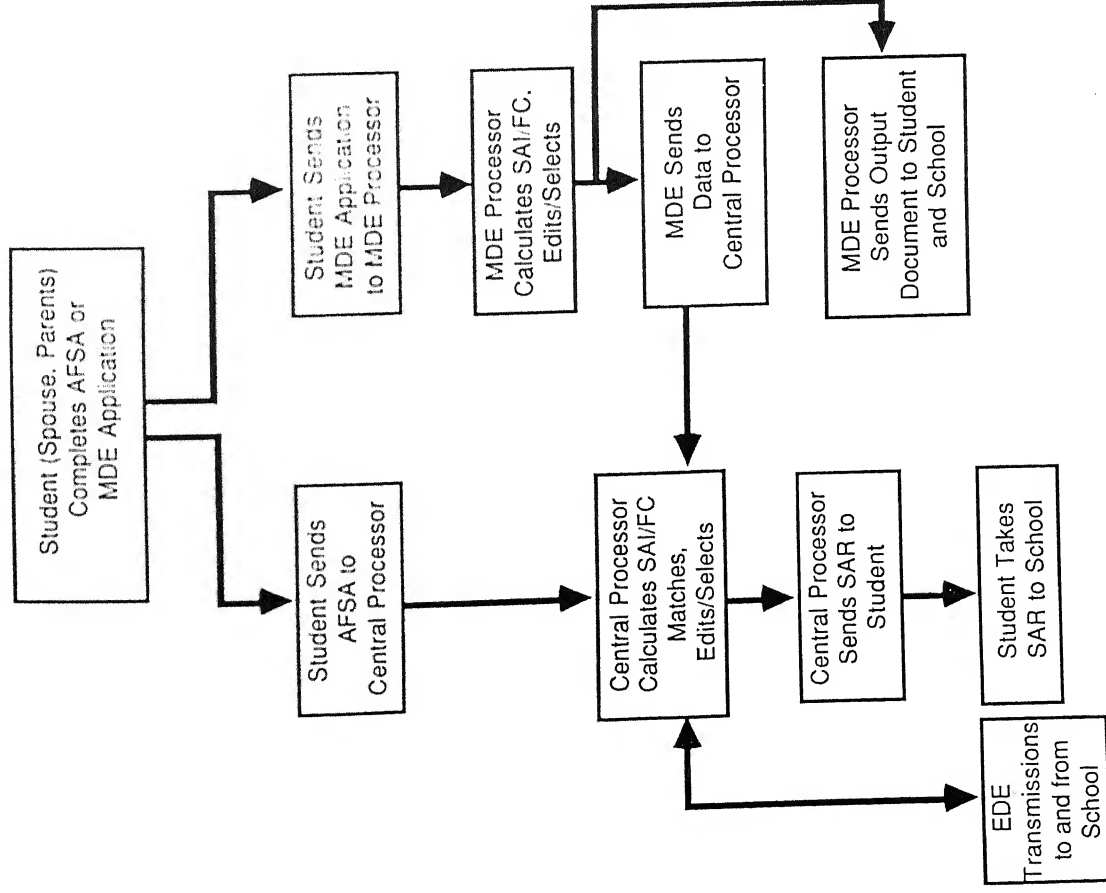 Student (Spouse, Parents)
Completes AFSA or
MDE Application
Student Sends
AFSA to
Central Processor
Student Sends
MDE Application
to MDE Processor
MDE Processor
Calculates SAI/FC.
Edits/Selects
MDE Sends
Data to
Central Processor
MDE Processor
Sends Output
Document to Student
and School
Central Processor
Calculates SAI/FC
Matches,
Edits/Selects
Central Processor
Sends SAR to
Student
Student Takes
SAR to School
EDE
Transmissions
to and from
School